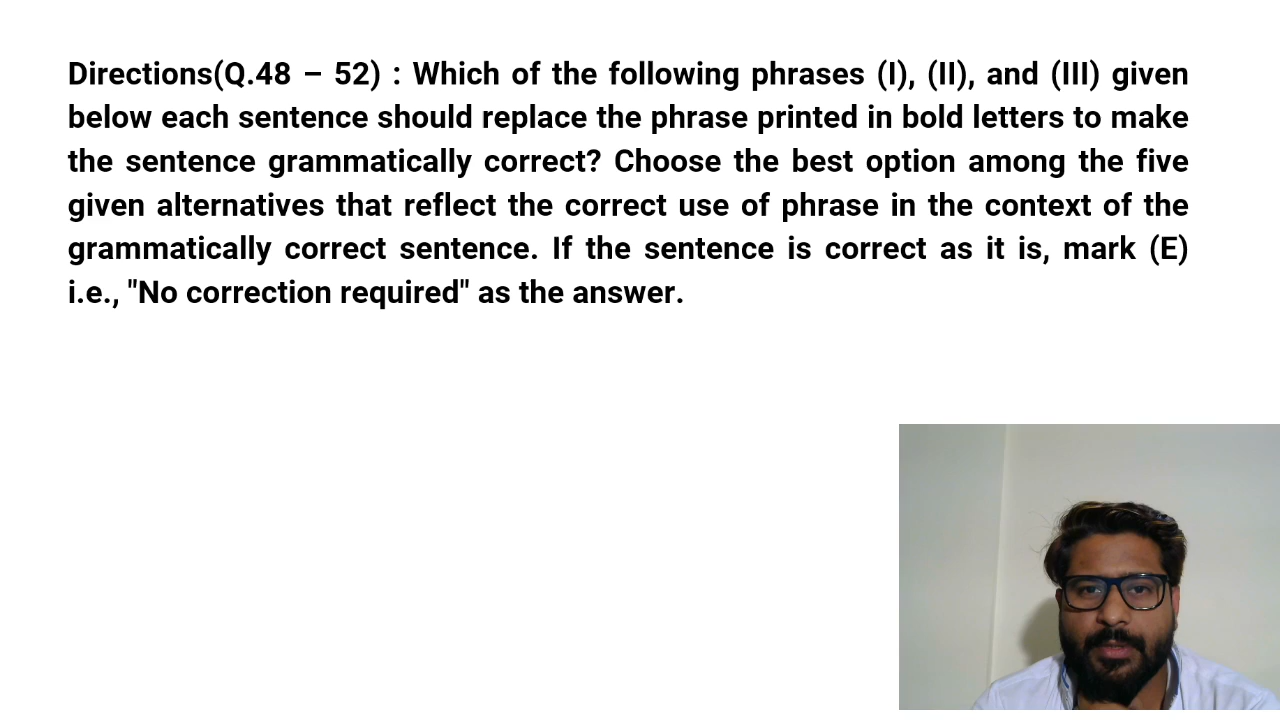 Directions(Q.48 – 52) : Which of the following phrases (I), (II), and (III) given
below each sentence should replace the phrase printed in bold letters to make
the sentence grammatically correct? Choose the best option among the five
given alternatives that reflect the correct use of phrase in the context of the
grammatically correct sentence. If the sentence is correct as it is, mark (E)
i.e., "No correction required" as the answer.